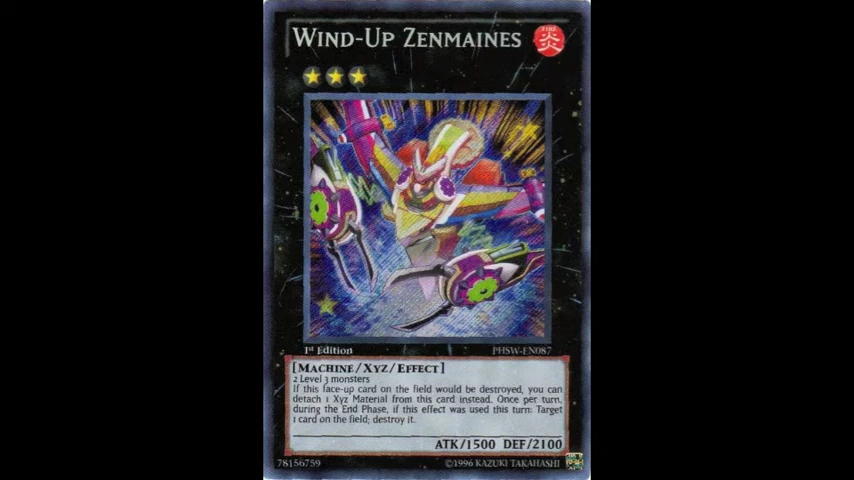 WIND-UP ZENMAINES
FIRE
炎
1st Edition
PHSW-EN087
[MACHINE/XYZ/EFFECT]
2 Level 3 monsters
If this face-up card on the field would be destroyed, you can
detach 1 Xyz Material from this card instead. Once per turn,
during the End Phase, if this effect was used this turn: Target
1 card on the field; destroy it.
ATK/1500 DEF/2100
78156759
©1996 KAZUKI TAKAHASHI